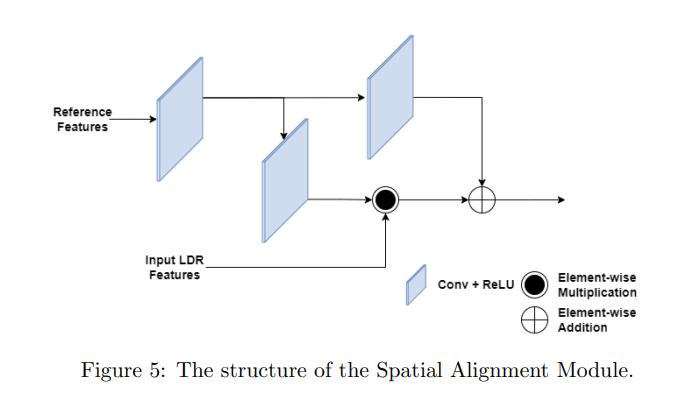 Reference
Features
Input LDR
Features
Conv + ReLU
Element-wise
Multiplication
Element-wise
Addition
Figure 5: The structure of the Spatial Alignment Module.